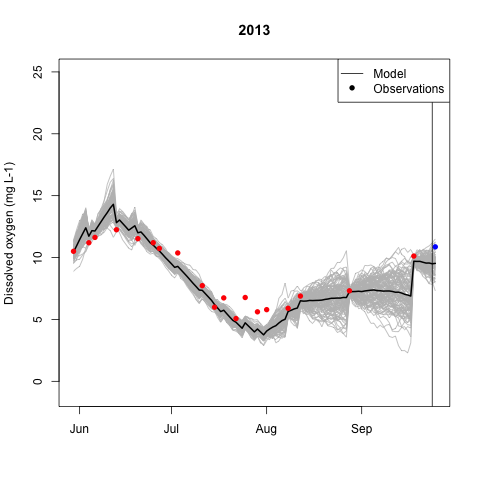 2013
Model
Observations
Dissolved oxygen (mg L-1)
25
20
15
10
5
0
Jun
Jul
Aug
Sep